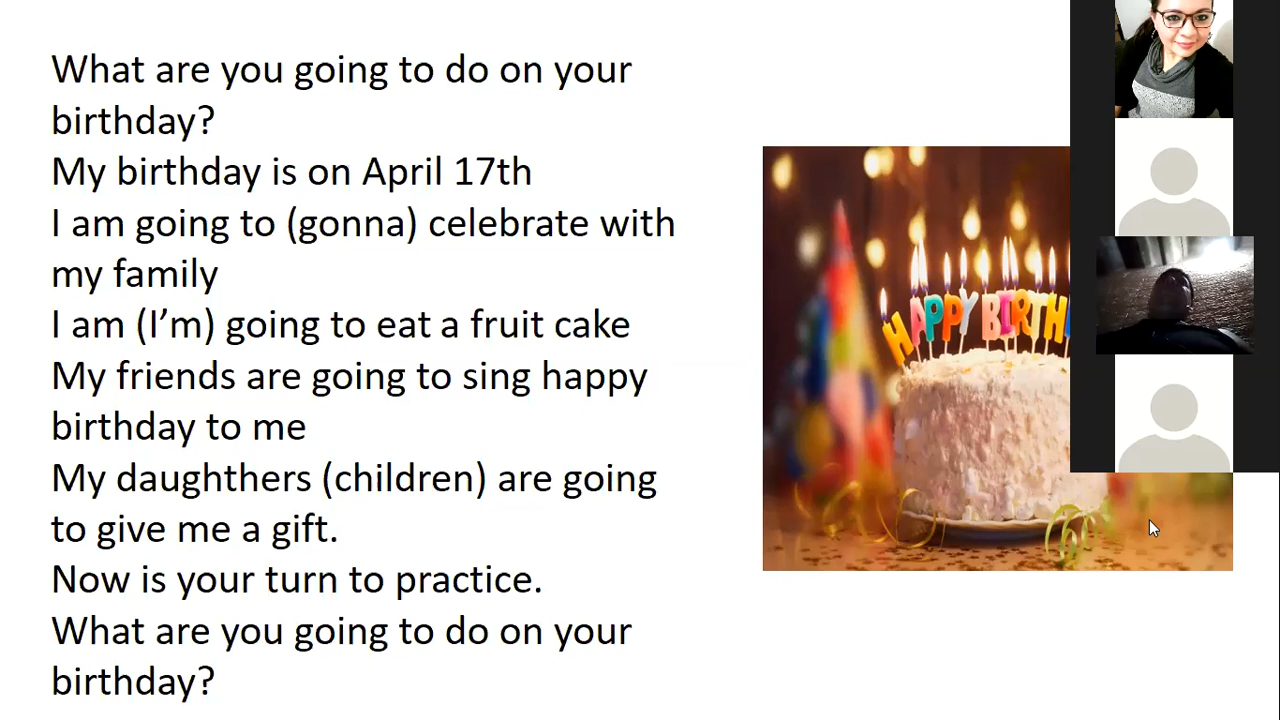 What are you going to do on your
birthday?
My birthday is on April 17th
I am going to (gonna) celebrate with
my family
I am (I’m) going to eat a fruit cake
My friends are going to sing happy
birthday to me
My daughthers (children) are going
to give me a gift.
Now is your turn to practice.
What are you going to do on your
birthday?
HAPPY BIRTH